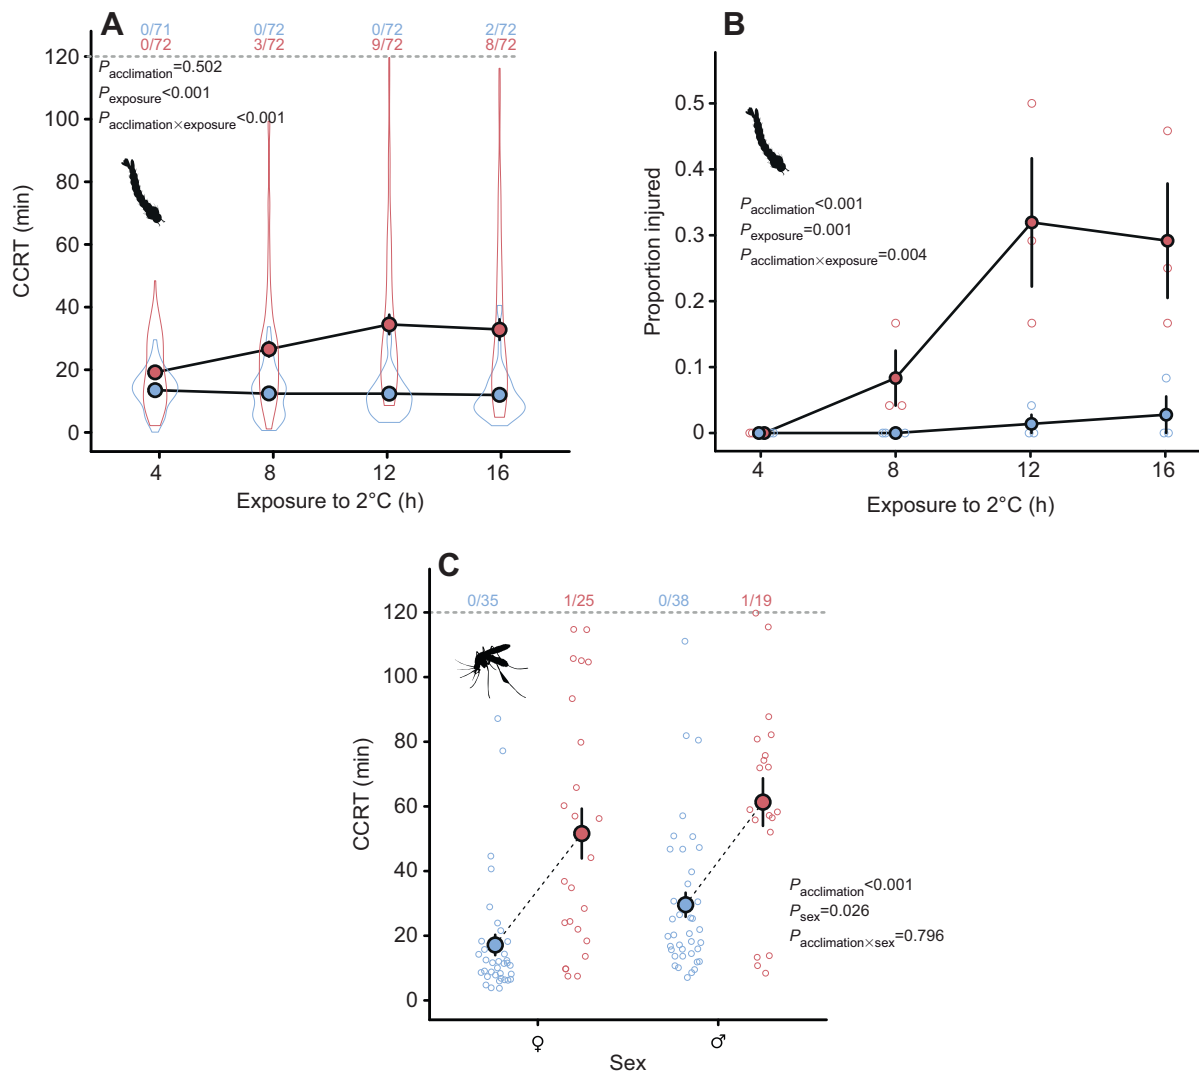 A
0/71 0/72 0/72 2/72
0/72 3/72 9/72 8/72
120
100
80
60
40
20
0
CCRT (min)
Pacclimation=0.502
Pexposure<0.001
Pacclimation×exposure<0.001
4 8 12 16
Exposure to 2°C (h)
B
0.5
0.4
0.3
0.2
0.1
0
Proportion injured
Pacclimation<0.001
Pexposure=0.001
Pacclimation×exposure=0.004
4 8 12 16
Exposure to 2°C (h)
C
0/35 1/25 0/38 1/19
120
100
80
60
40
20
0
CCRT (min)
Pacclimation<0.001
Psex=0.026
Pacclimation×sex=0.796
♀ ♂
Sex